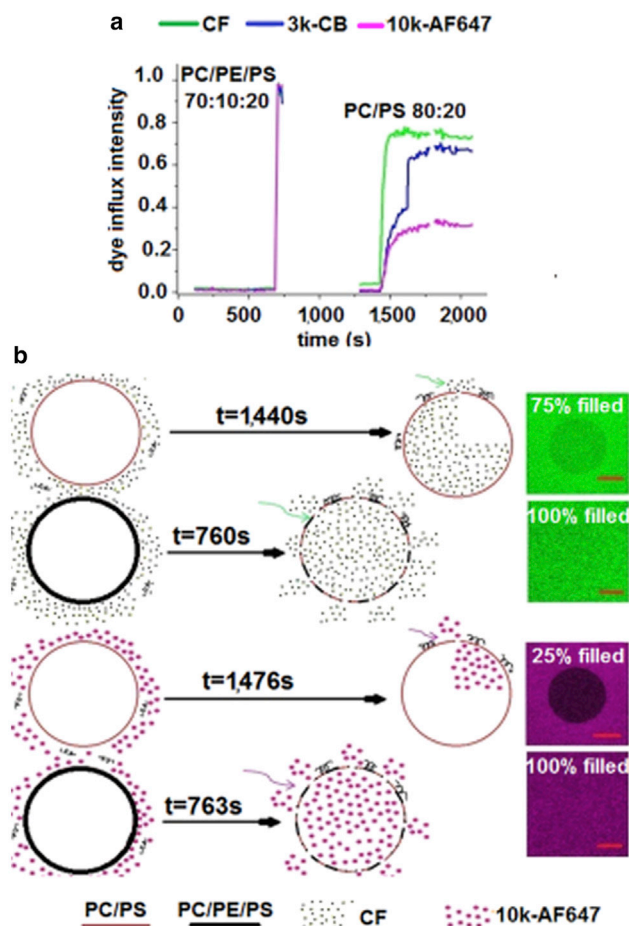 a
CF 3k-CB 10k-AF647
PC/PE/PS
70:10:20
PC/PS 80:20
1.0
0.8
0.6
0.4
0.2
0.0
dye influx intensity
0 500 1,000 1,500 2,000
time (s)
b
t=1,440s
75% filled
t=760s
100% filled
t=1,476s
25% filled
t=763s
100% filled
PC/PS PC/PE/PS CF 10k-AF647